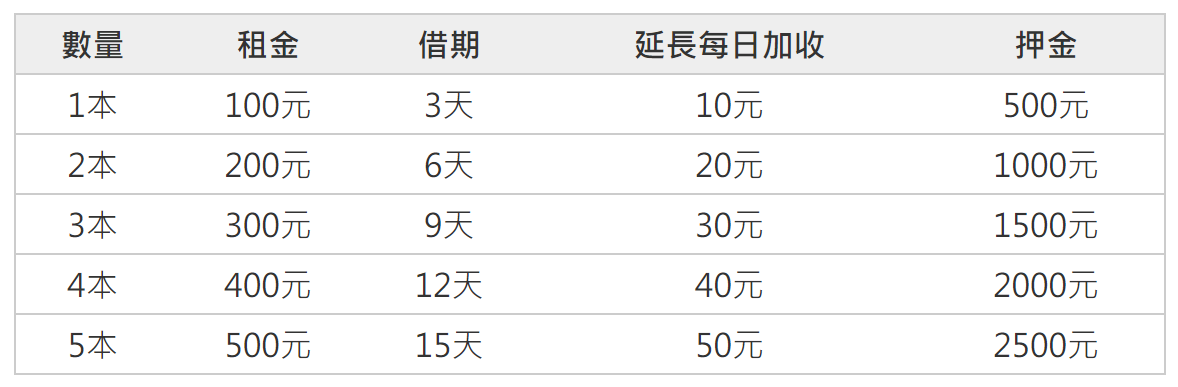 數量 租金 借期 延長每日加收 押金
1本 100元 3天 10元 500元
2本 200元 6天 20元 1000元
3本 300元 9天 30元 1500元
4本 400元 12天 40元 2000元
5本 500元 15天 50元 2500元